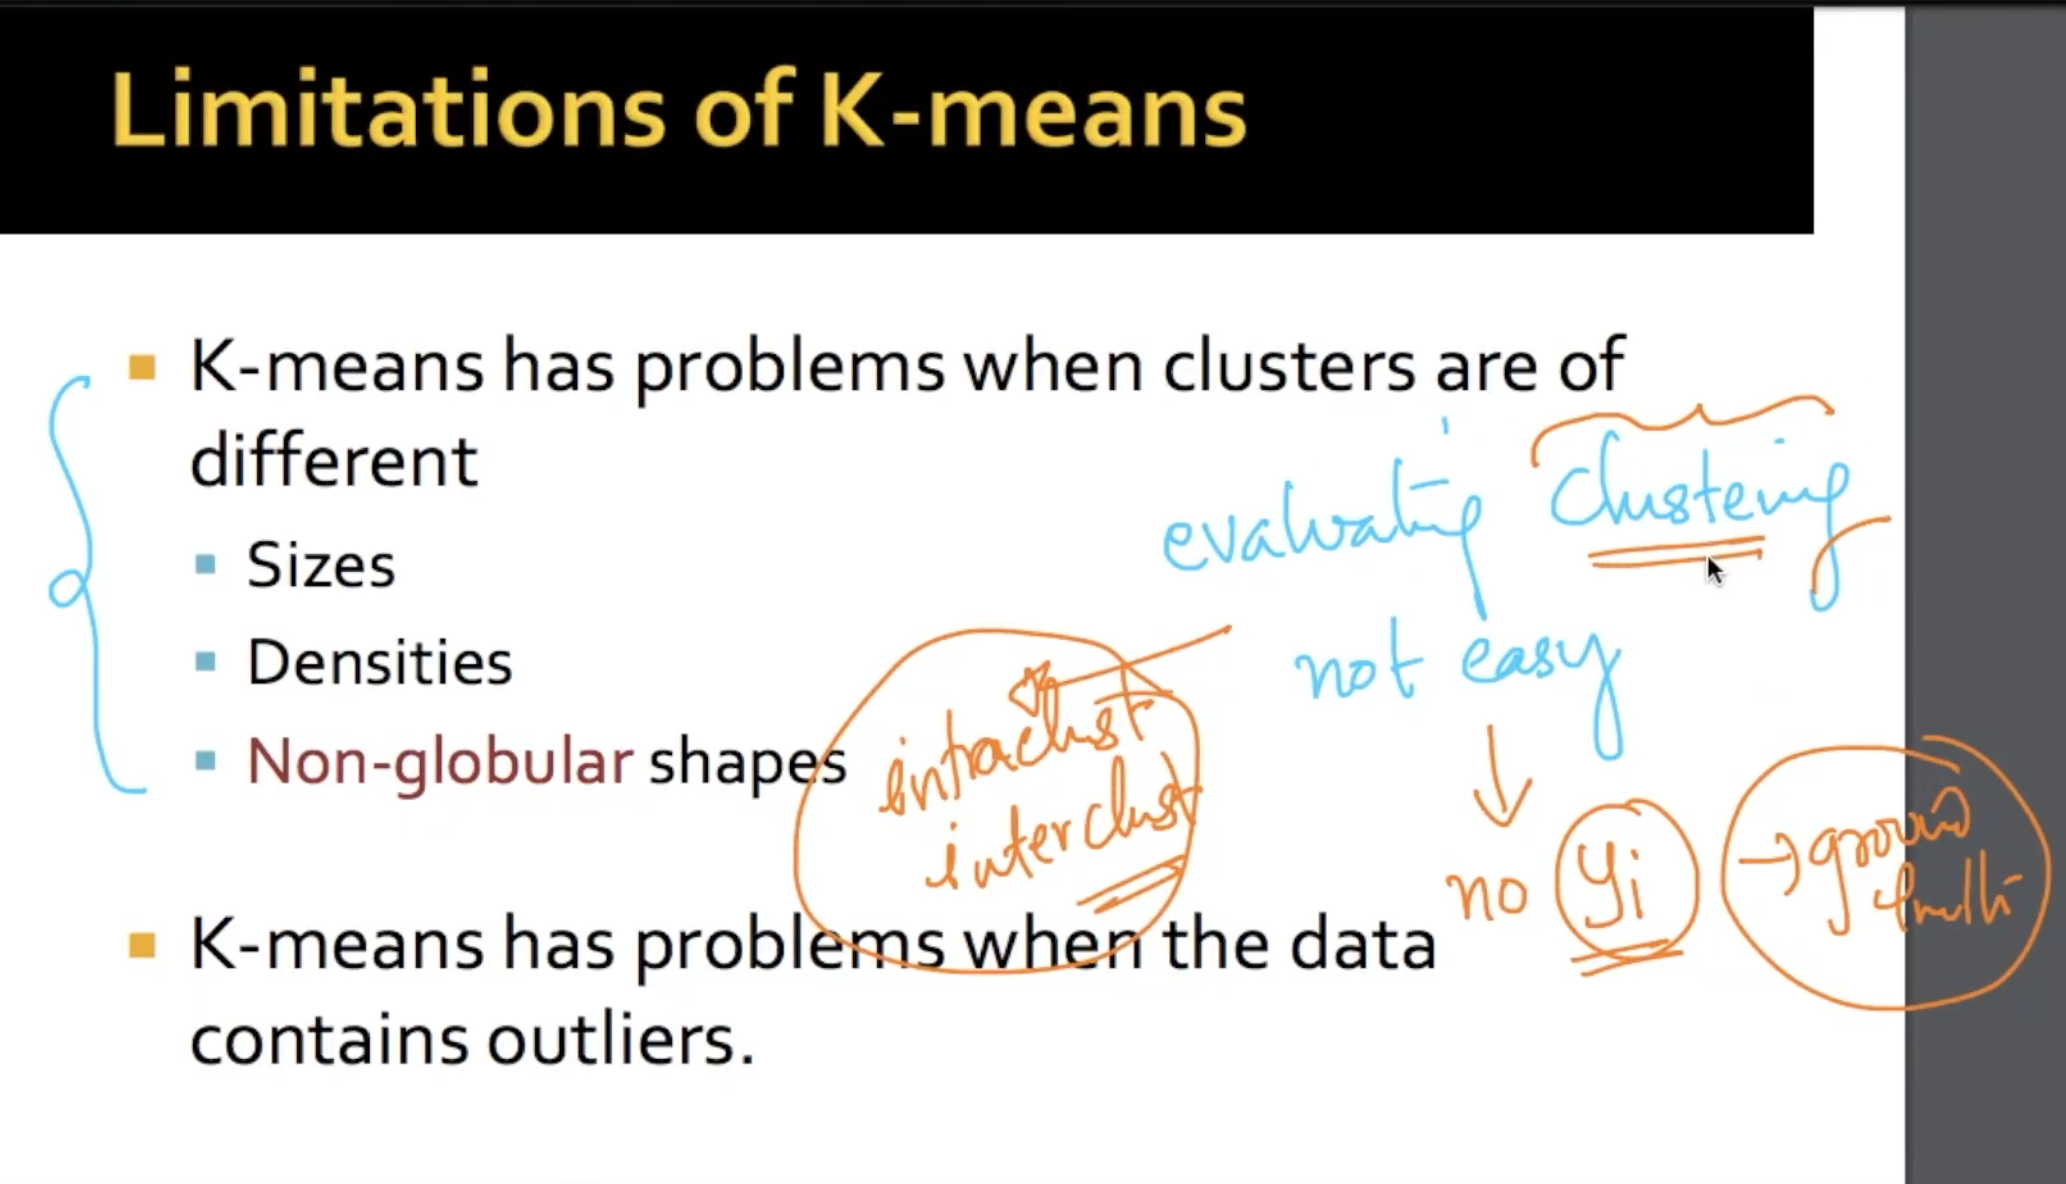 Limitations of K-means
K-means has problems when clusters are of
different
Sizes
Densities
Non-globular shapes
K-means has problems when the data
contains outliers.
evaluating clustering
not easy
intraclust
interclust
no yi → ground
truth